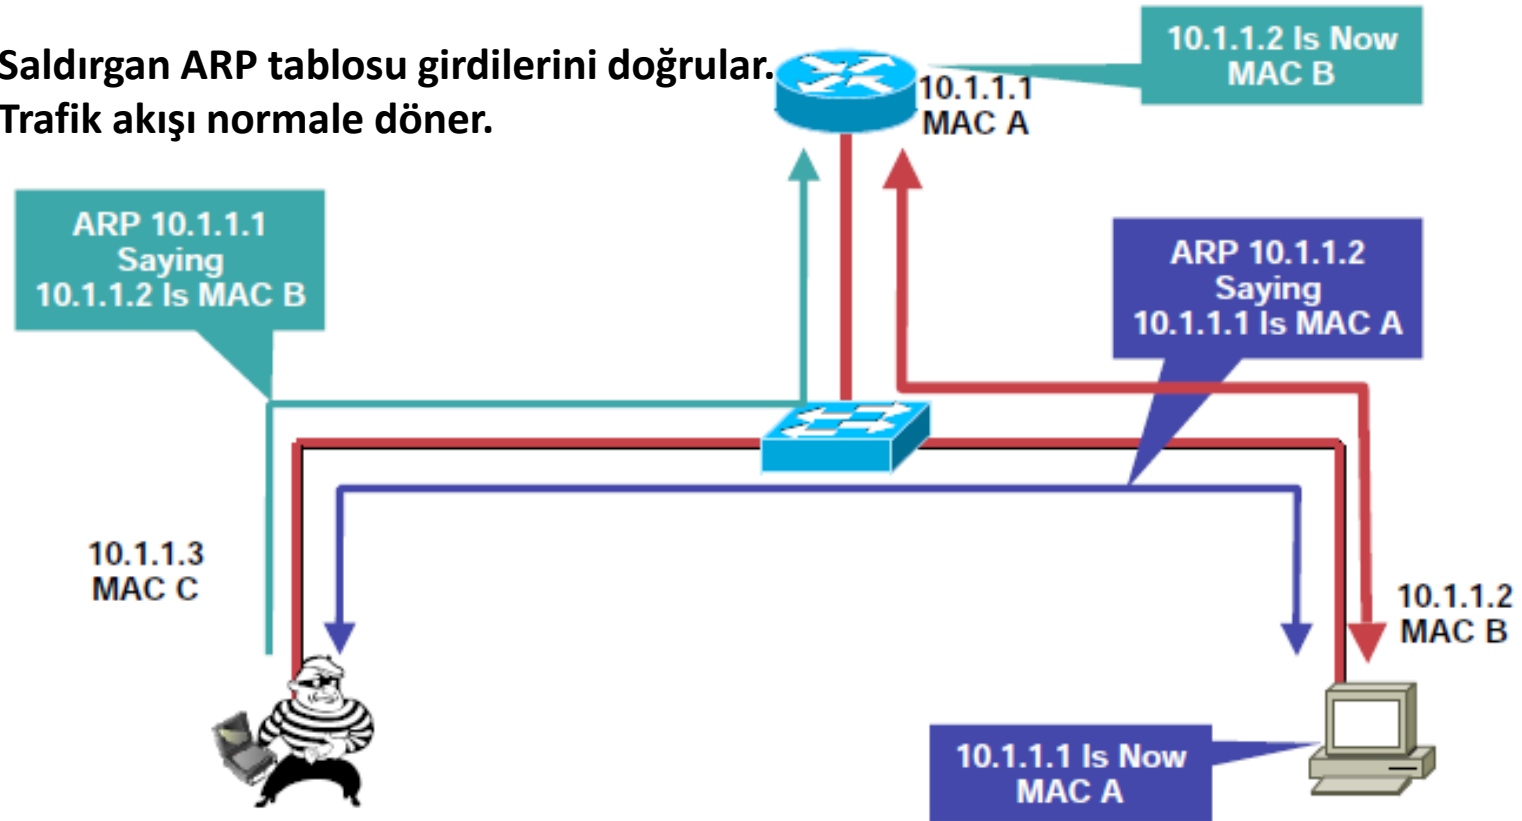 Saldırgan ARP tablosu girdilerini doğrular.
Trafik akışı normale döner.
10.1.1.2 Is Now
MAC B
10.1.1.1
MAC A
ARP 10.1.1.1
Saying
10.1.1.2 Is MAC B
ARP 10.1.1.2
Saying
10.1.1.1 Is MAC A
10.1.1.3
MAC C
10.1.1.2
MAC B
10.1.1.1 Is Now
MAC A